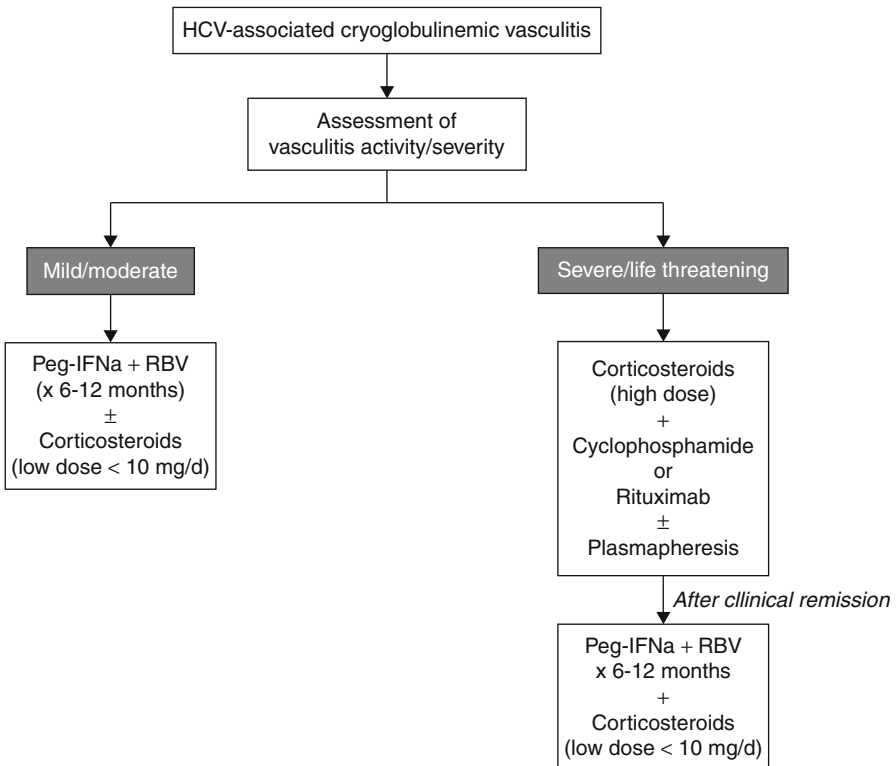 HCV-associated cryoglobulinemic vasculitis
Assessment of
vasculitis activity/severity
Mild/moderate
Severe/life threatening
Peg-IFNa + RBV
(x 6-12 months)
±
Corticosteroids
(low dose < 10 mg/d)
Corticosteroids
(high dose)
+
Cyclophosphamide
or
Rituximab
±
Plasmapheresis
After cllinical remission
Peg-IFNa + RBV
x 6-12 months
+
Corticosteroids
(low dose < 10 mg/d)